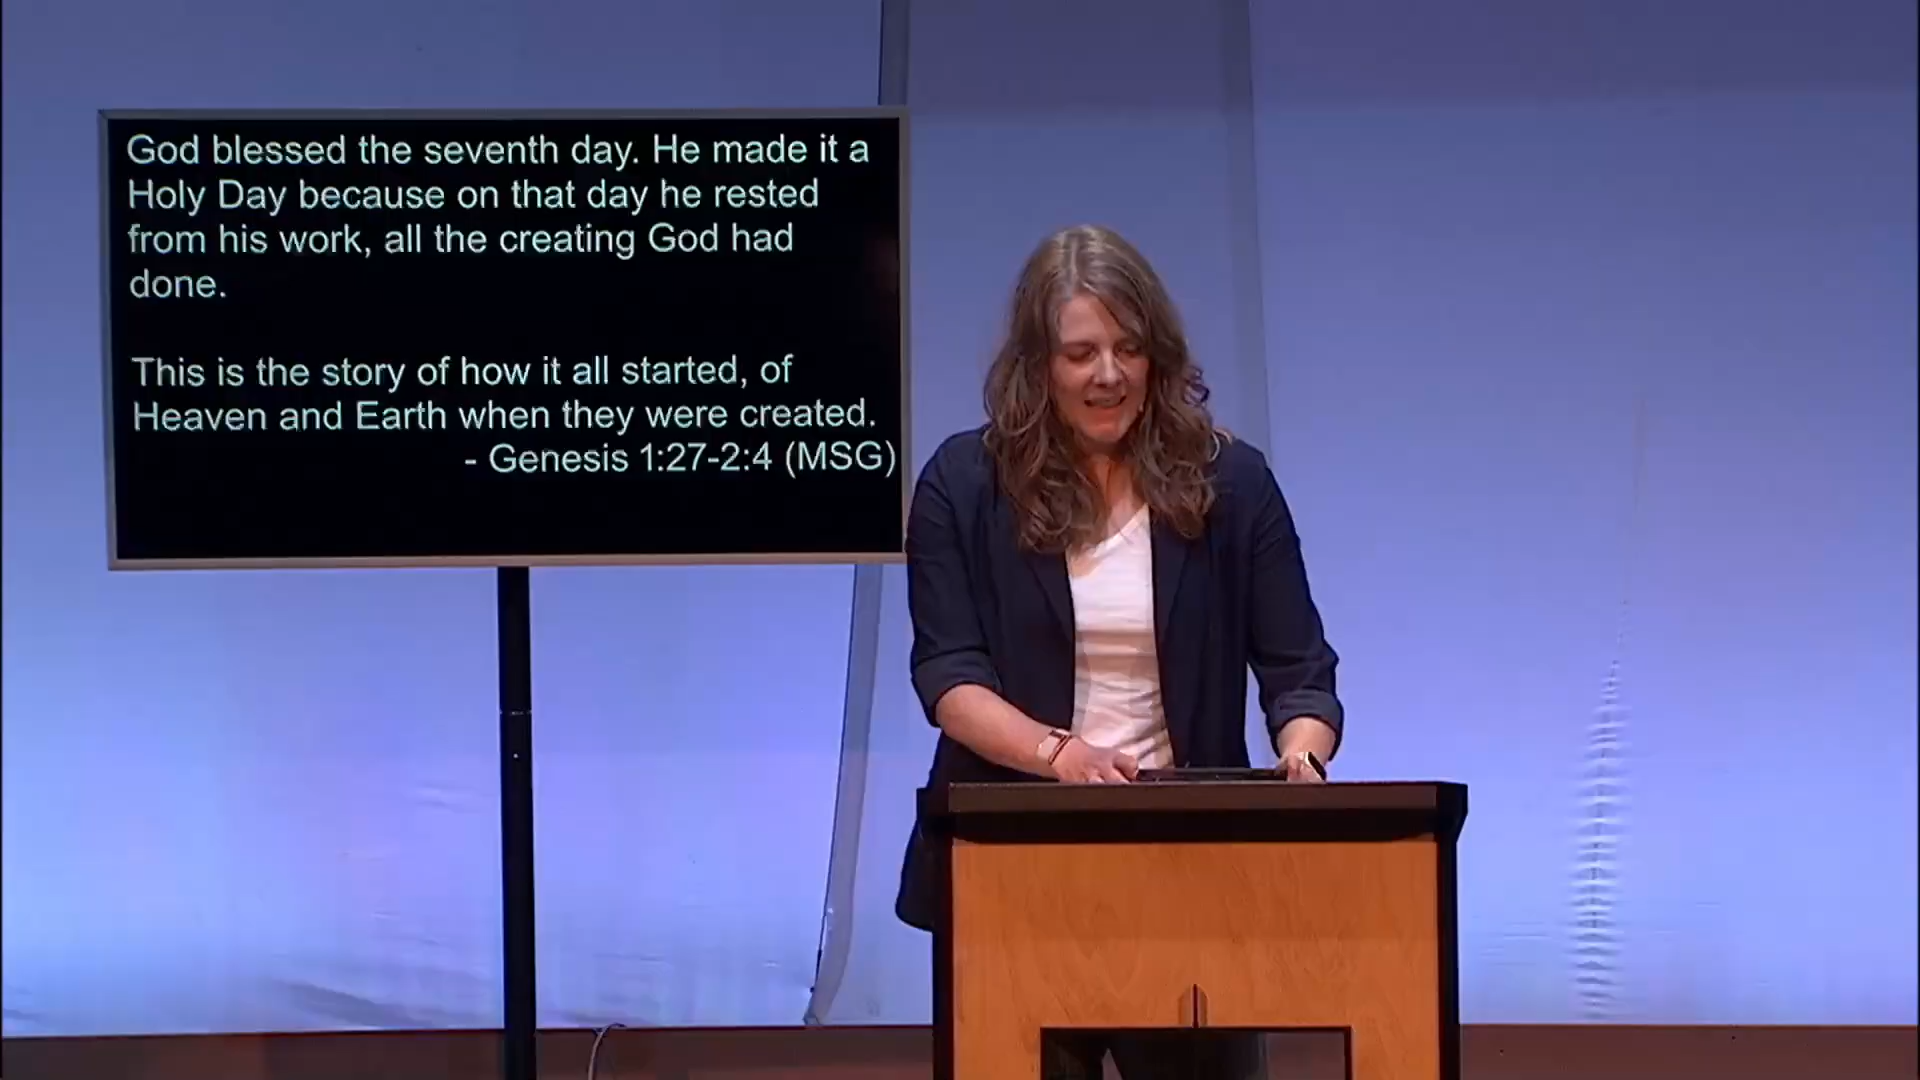 God blessed the seventh day. He made it a
Holy Day because on that day he rested
from his work, all the creating God had
done.
This is the story of how it all started, of
Heaven and Earth when they were created.
- Genesis 1:27-2:4 (MSG)